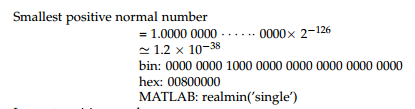 Smallest positive normal number
= 1.0000 0000 · · · · · · 0000× 2⁻¹²⁶
≃ 1.2 × 10⁻³⁸
bin: 0000 0000 1000 0000 0000 0000 0000 0000
hex: 00800000
MATLAB: realmin('single')